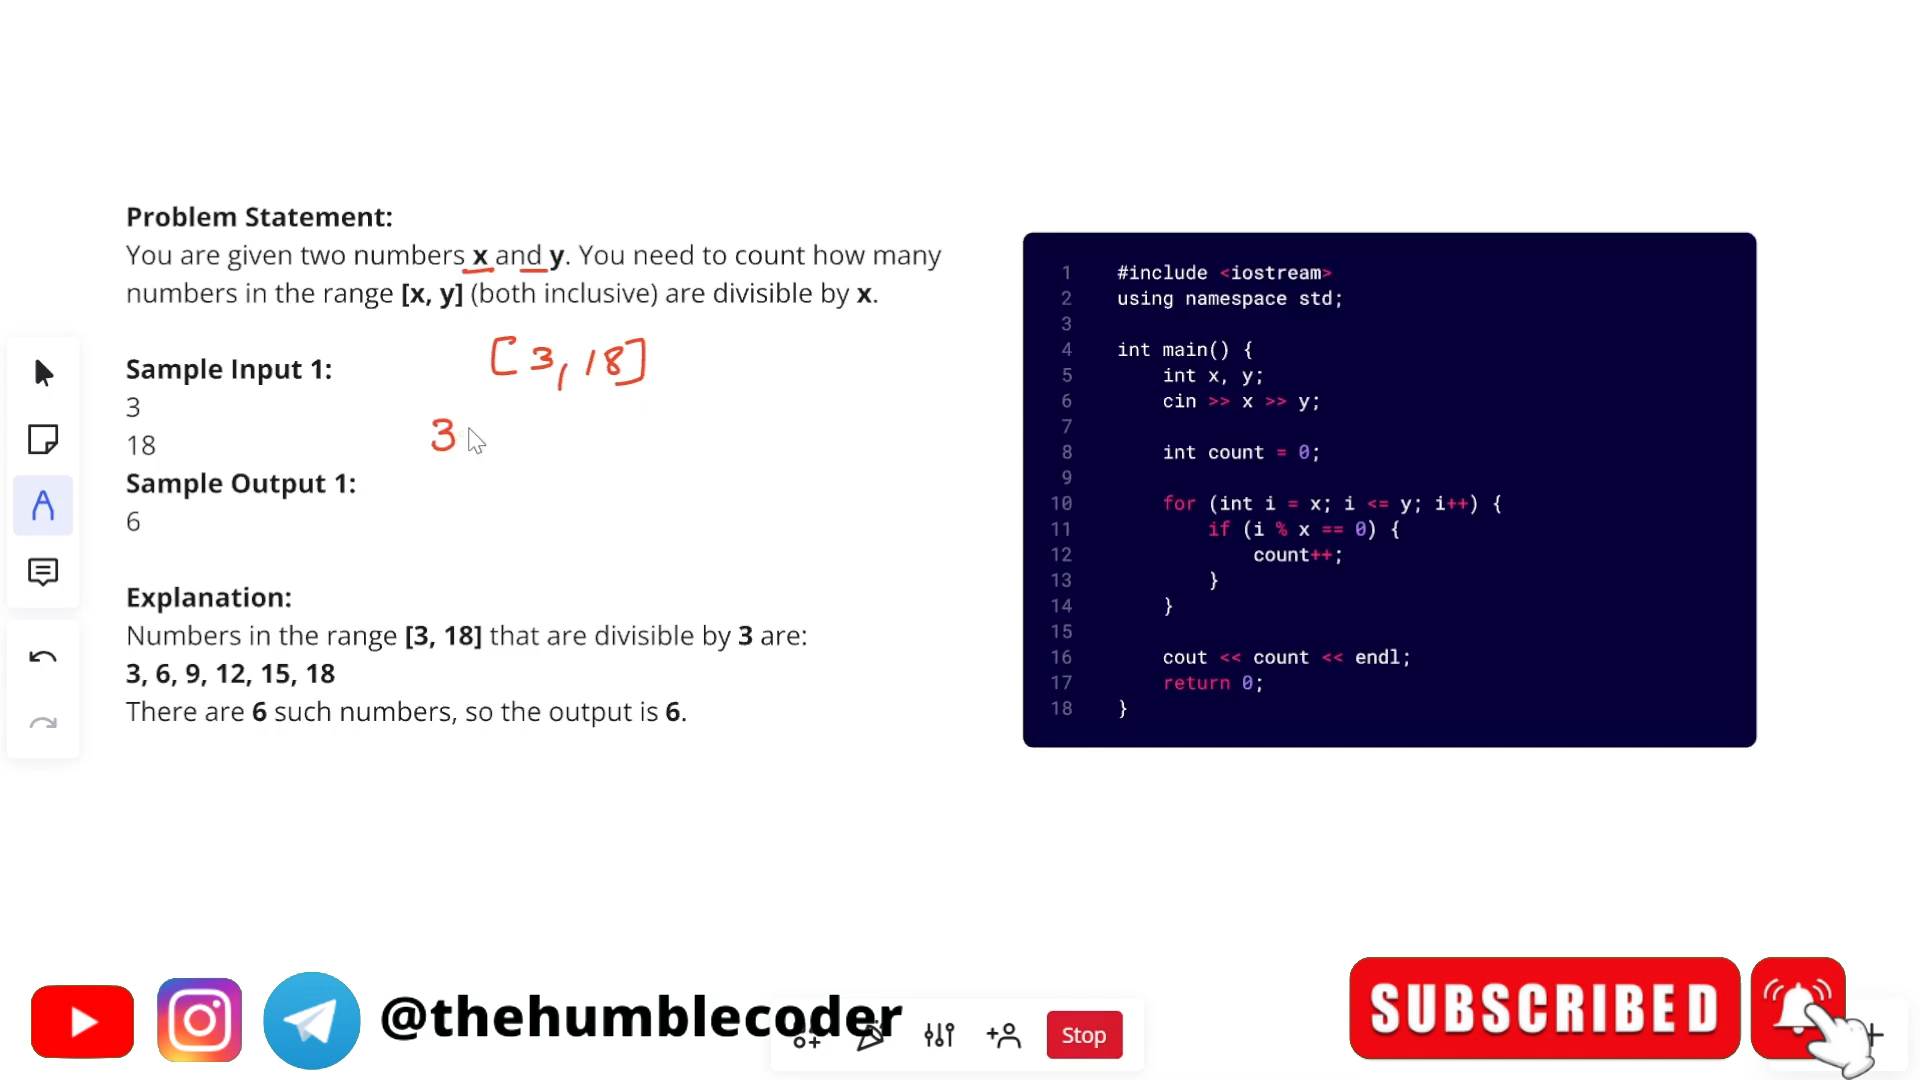 Problem Statement:
You are given two numbers x and y. You need to count how many
numbers in the range [x, y] (both inclusive) are divisible by x.
[3, 18]
Sample Input 1:
3
18
3
Sample Output 1:
6
Explanation:
Numbers in the range [3, 18] that are divisible by 3 are:
3, 6, 9, 12, 15, 18
There are 6 such numbers, so the output is 6.
1 #include <iostream>
2 using namespace std;
3
4 int main() {
5 int x, y;
6 cin >> x >> y;
7
8 int count = 0;
9
10 for (int i = x; i <= y; i++) {
11 if (i % x == 0) {
12 count++;
13 }
14 }
15
16 cout << count << endl;
17 return 0;
18 }
@thehumblecoder
Stop
SUBSCRIBED